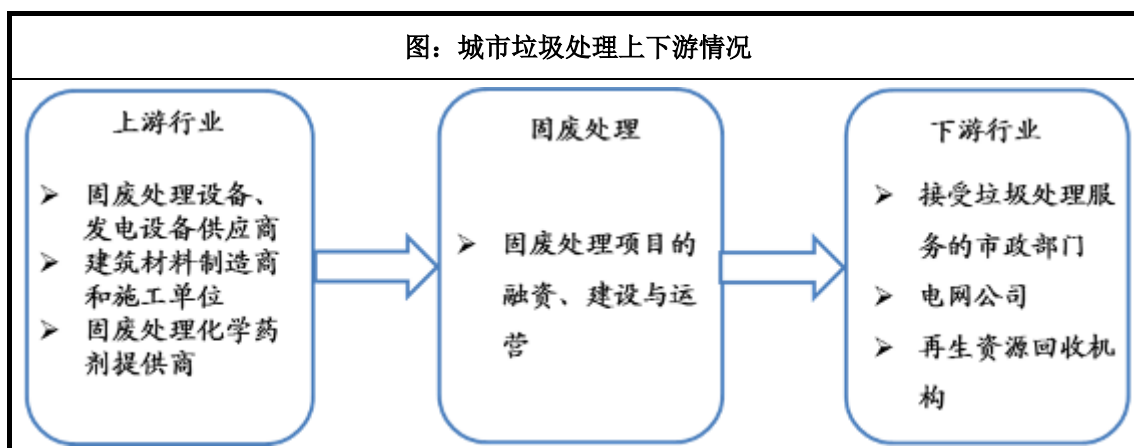 图：城市垃圾处理上下游情况
上游行业
➢ 固废处理设备、
发电设备供应商
➢ 建筑材料制造商
和施工单位
➢ 固废处理化学药
剂提供商
固废处理
➢ 固废处理项目的
融资、建设与运
营
下游行业
➢ 接受垃圾处理服
务的市政部门
➢ 电网公司
➢ 再生资源回收机
构